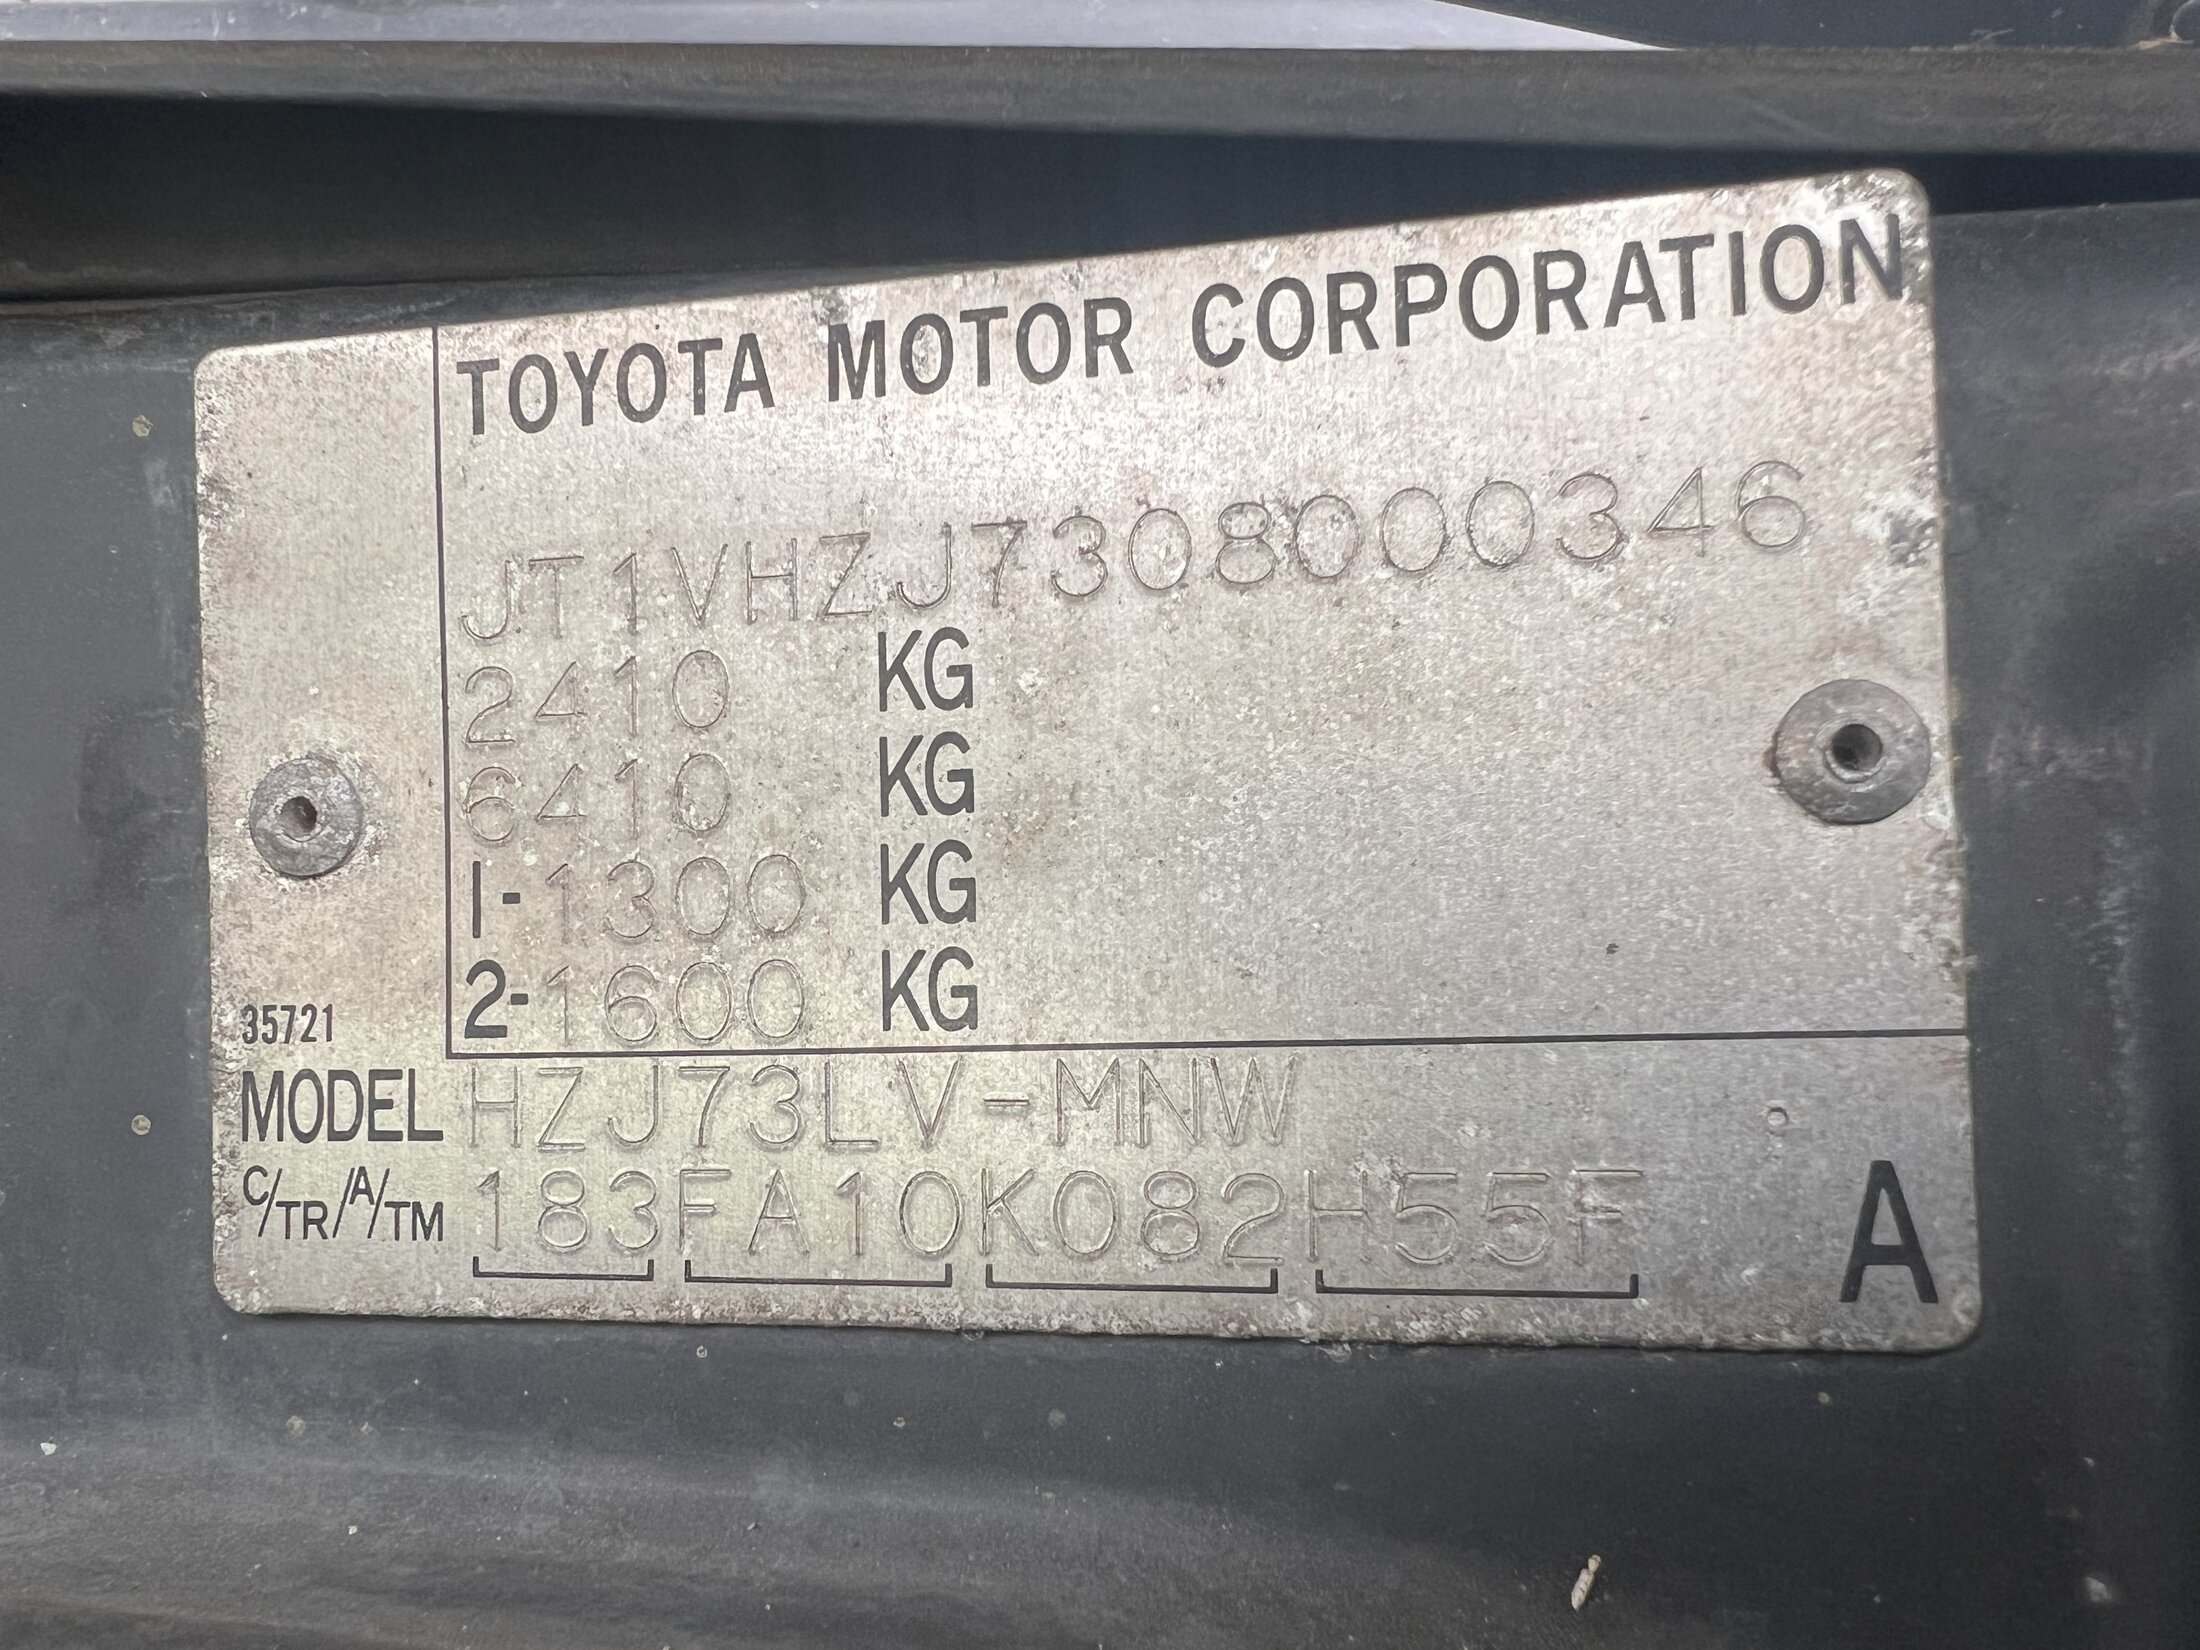 TOYOTA MOTOR CORPORATION
JT1VHZJ7308000346
2410 KG
6410 KG
1-1300 KG
2-1600 KG
35721
MODEL HZJ73LV-MNW
C/TR/A/TM 183FA10K082H55F
A